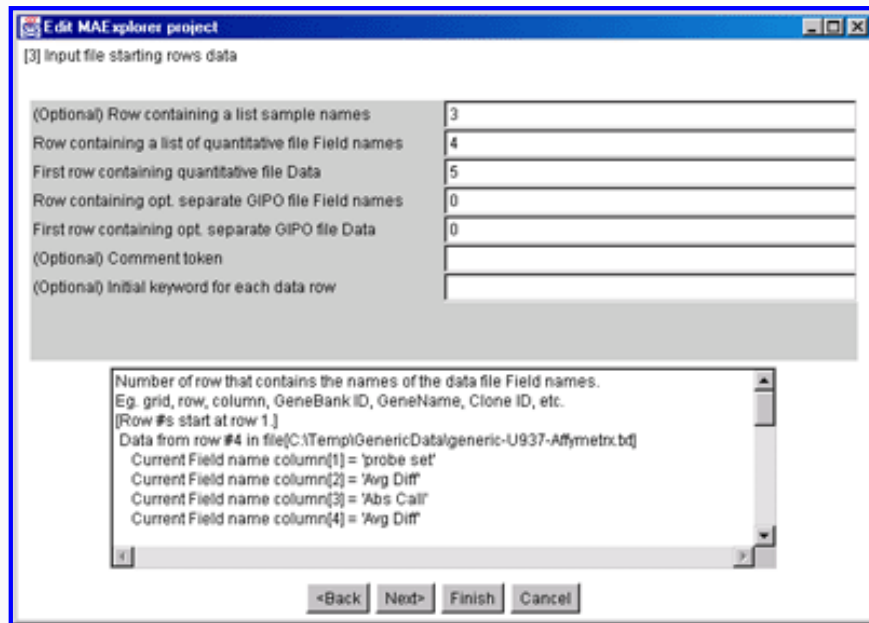 Edit MAExplorer project
[3] Input file starting rows data
(Optional) Row containing a list sample names 3
Row containing a list of quantitative file Field names 4
First row containing quantitative file Data 5
Row containing opt. separate GIPO file Field names 0
First row containing opt. separate GIPO file Data 0
(Optional) Comment token
(Optional) Initial keyword for each data row
Number of row that contains the names of the data file Field names.
Eg. grid, row, column, GeneBank ID, GeneName, Clone ID, etc.
[Row #s start at row 1.]
Data from row #4 in file[C:\Temp\GenericData\generic-U937-Affymetrx.txt]
Current Field name column[1] = 'probe set'
Current Field name column[2] = 'Avg Diff'
Current Field name column[3] = 'Abs Call'
Current Field name column[4] = 'Avg Diff'
<Back Next> Finish Cancel